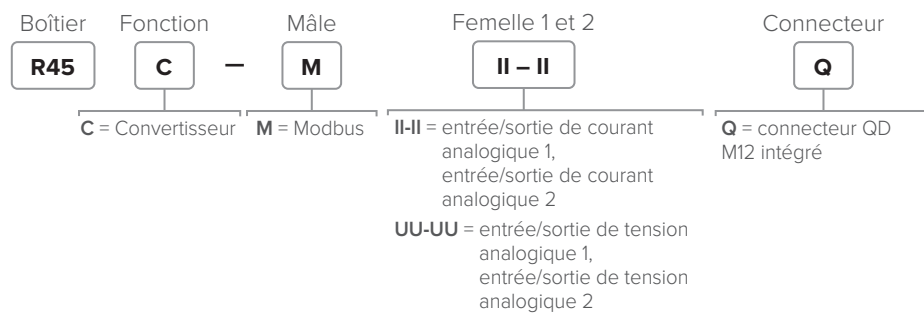 Boîtier Fonction Mâle Femelle 1 et 2 Connecteur
R45 C – M II – II Q
C = Convertisseur
M = Modbus
II-II = entrée/sortie de courant
analogique 1,
entrée/sortie de courant
analogique 2
UU-UU = entrée/sortie de tension
analogique 1,
entrée/sortie de tension
analogique 2
Q = connecteur QD
M12 intégré